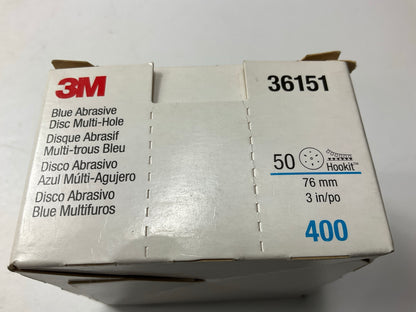 3M
36151
Blue Abrasive
Disc Multi-Hole
Disque Abrasif
Multi-trous Bleu
Disco Abrasivo
Azul Múlti-Agujero
Disco Abrasivo
Blue Multifuros
50
Hookit™
76 mm
3 in/po
400